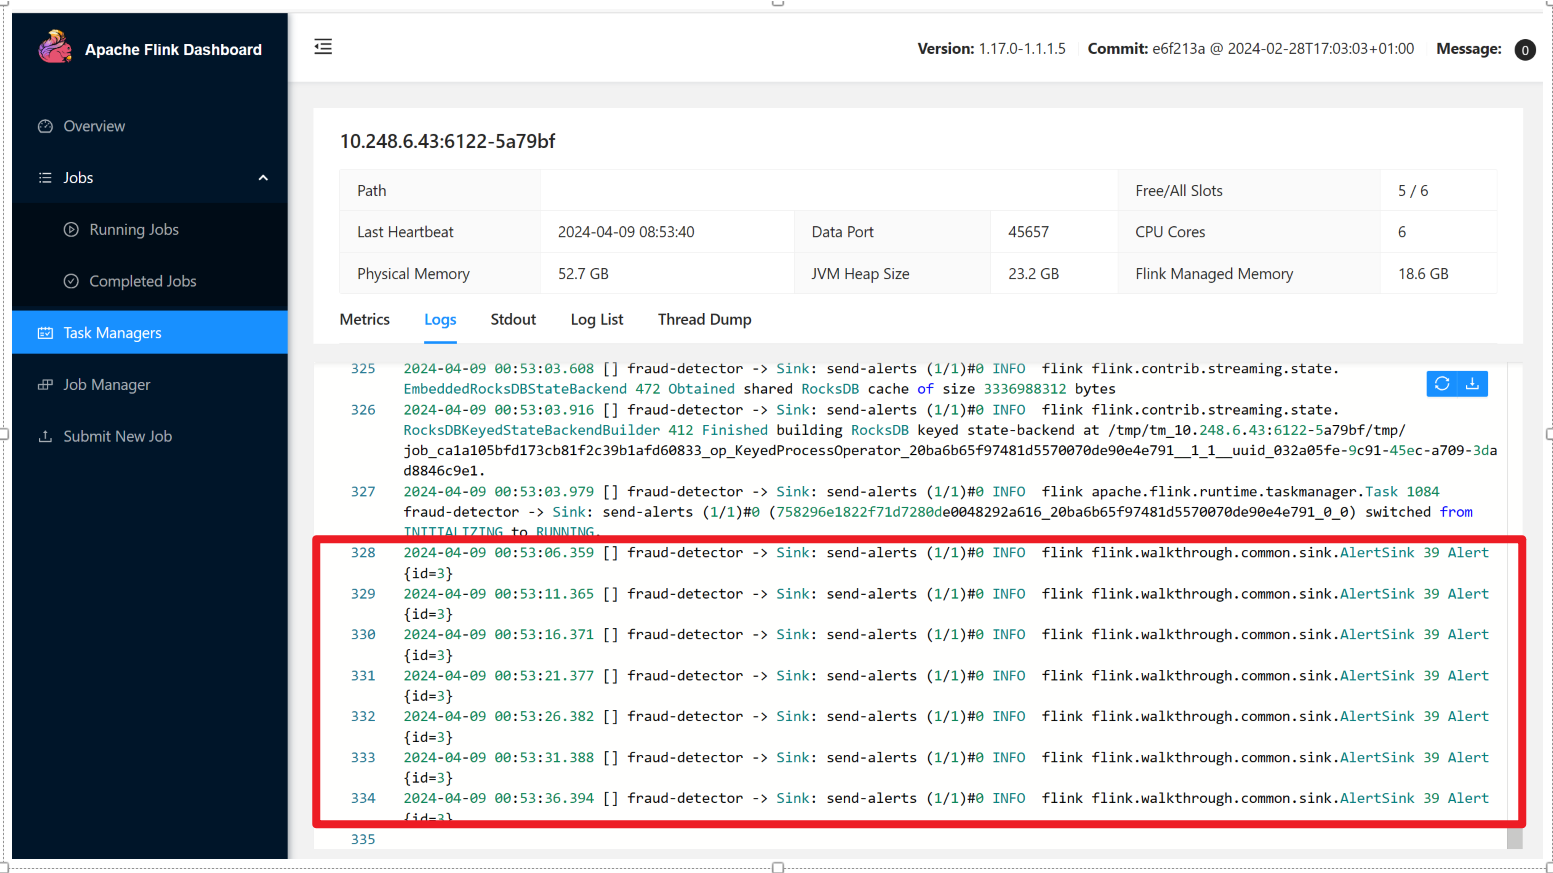 Apache Flink Dashboard
Version: 1.17.0-1.1.1.5 Commit: e6f213a @ 2024-02-28T17:03:03+01:00 Message: 0
Overview
Jobs
Running Jobs
Completed Jobs
Task Managers
Job Manager
Submit New Job
10.248.6.43:6122-5a79bf
Path Free/All Slots 5 / 6
Last Heartbeat 2024-04-09 08:53:40 Data Port 45657 CPU Cores 6
Physical Memory 52.7 GB JVM Heap Size 23.2 GB Flink Managed Memory 18.6 GB
Metrics Logs Stdout Log List Thread Dump
325 2024-04-09 00:53:03.608 [] fraud-detector -> Sink: send-alerts (1/1)#0 INFO flink flink.contrib.streaming.state.
EmbeddedRocksDBStateBackend 472 Obtained shared RocksDB cache of size 3336988312 bytes
326 2024-04-09 00:53:03.916 [] fraud-detector -> Sink: send-alerts (1/1)#0 INFO flink flink.contrib.streaming.state.
RocksDBKeyedStateBackendBuilder 412 Finished building RocksDB keyed state-backend at /tmp/tm_10.248.6.43:6122-5a79bf/tmp/
job_ca1a105bfd173cb81f2c39b1afd60833_op_KeyedProcessOperator_20ba6b65f97481d5570070de90e4e791__1_1__uuid_032a05fe-9c91-45ec-a709-3da
d8846c9e1.
327 2024-04-09 00:53:03.979 [] fraud-detector -> Sink: send-alerts (1/1)#0 INFO flink apache.flink.runtime.taskmanager.Task 1084
fraud-detector -> Sink: send-alerts (1/1)#0 (758296e1822f71d7280de0048292a616_20ba6b65f97481d5570070de90e4e791_0_0) switched from
INITIALIZING to RUNNING.
328 2024-04-09 00:53:06.359 [] fraud-detector -> Sink: send-alerts (1/1)#0 INFO flink flink.walkthrough.common.sink.AlertSink 39 Alert
{id=3}
329 2024-04-09 00:53:11.365 [] fraud-detector -> Sink: send-alerts (1/1)#0 INFO flink flink.walkthrough.common.sink.AlertSink 39 Alert
{id=3}
330 2024-04-09 00:53:16.371 [] fraud-detector -> Sink: send-alerts (1/1)#0 INFO flink flink.walkthrough.common.sink.AlertSink 39 Alert
{id=3}
331 2024-04-09 00:53:21.377 [] fraud-detector -> Sink: send-alerts (1/1)#0 INFO flink flink.walkthrough.common.sink.AlertSink 39 Alert
{id=3}
332 2024-04-09 00:53:26.382 [] fraud-detector -> Sink: send-alerts (1/1)#0 INFO flink flink.walkthrough.common.sink.AlertSink 39 Alert
{id=3}
333 2024-04-09 00:53:31.388 [] fraud-detector -> Sink: send-alerts (1/1)#0 INFO flink flink.walkthrough.common.sink.AlertSink 39 Alert
{id=3}
334 2024-04-09 00:53:36.394 [] fraud-detector -> Sink: send-alerts (1/1)#0 INFO flink flink.walkthrough.common.sink.AlertSink 39 Alert
{id=3}
335